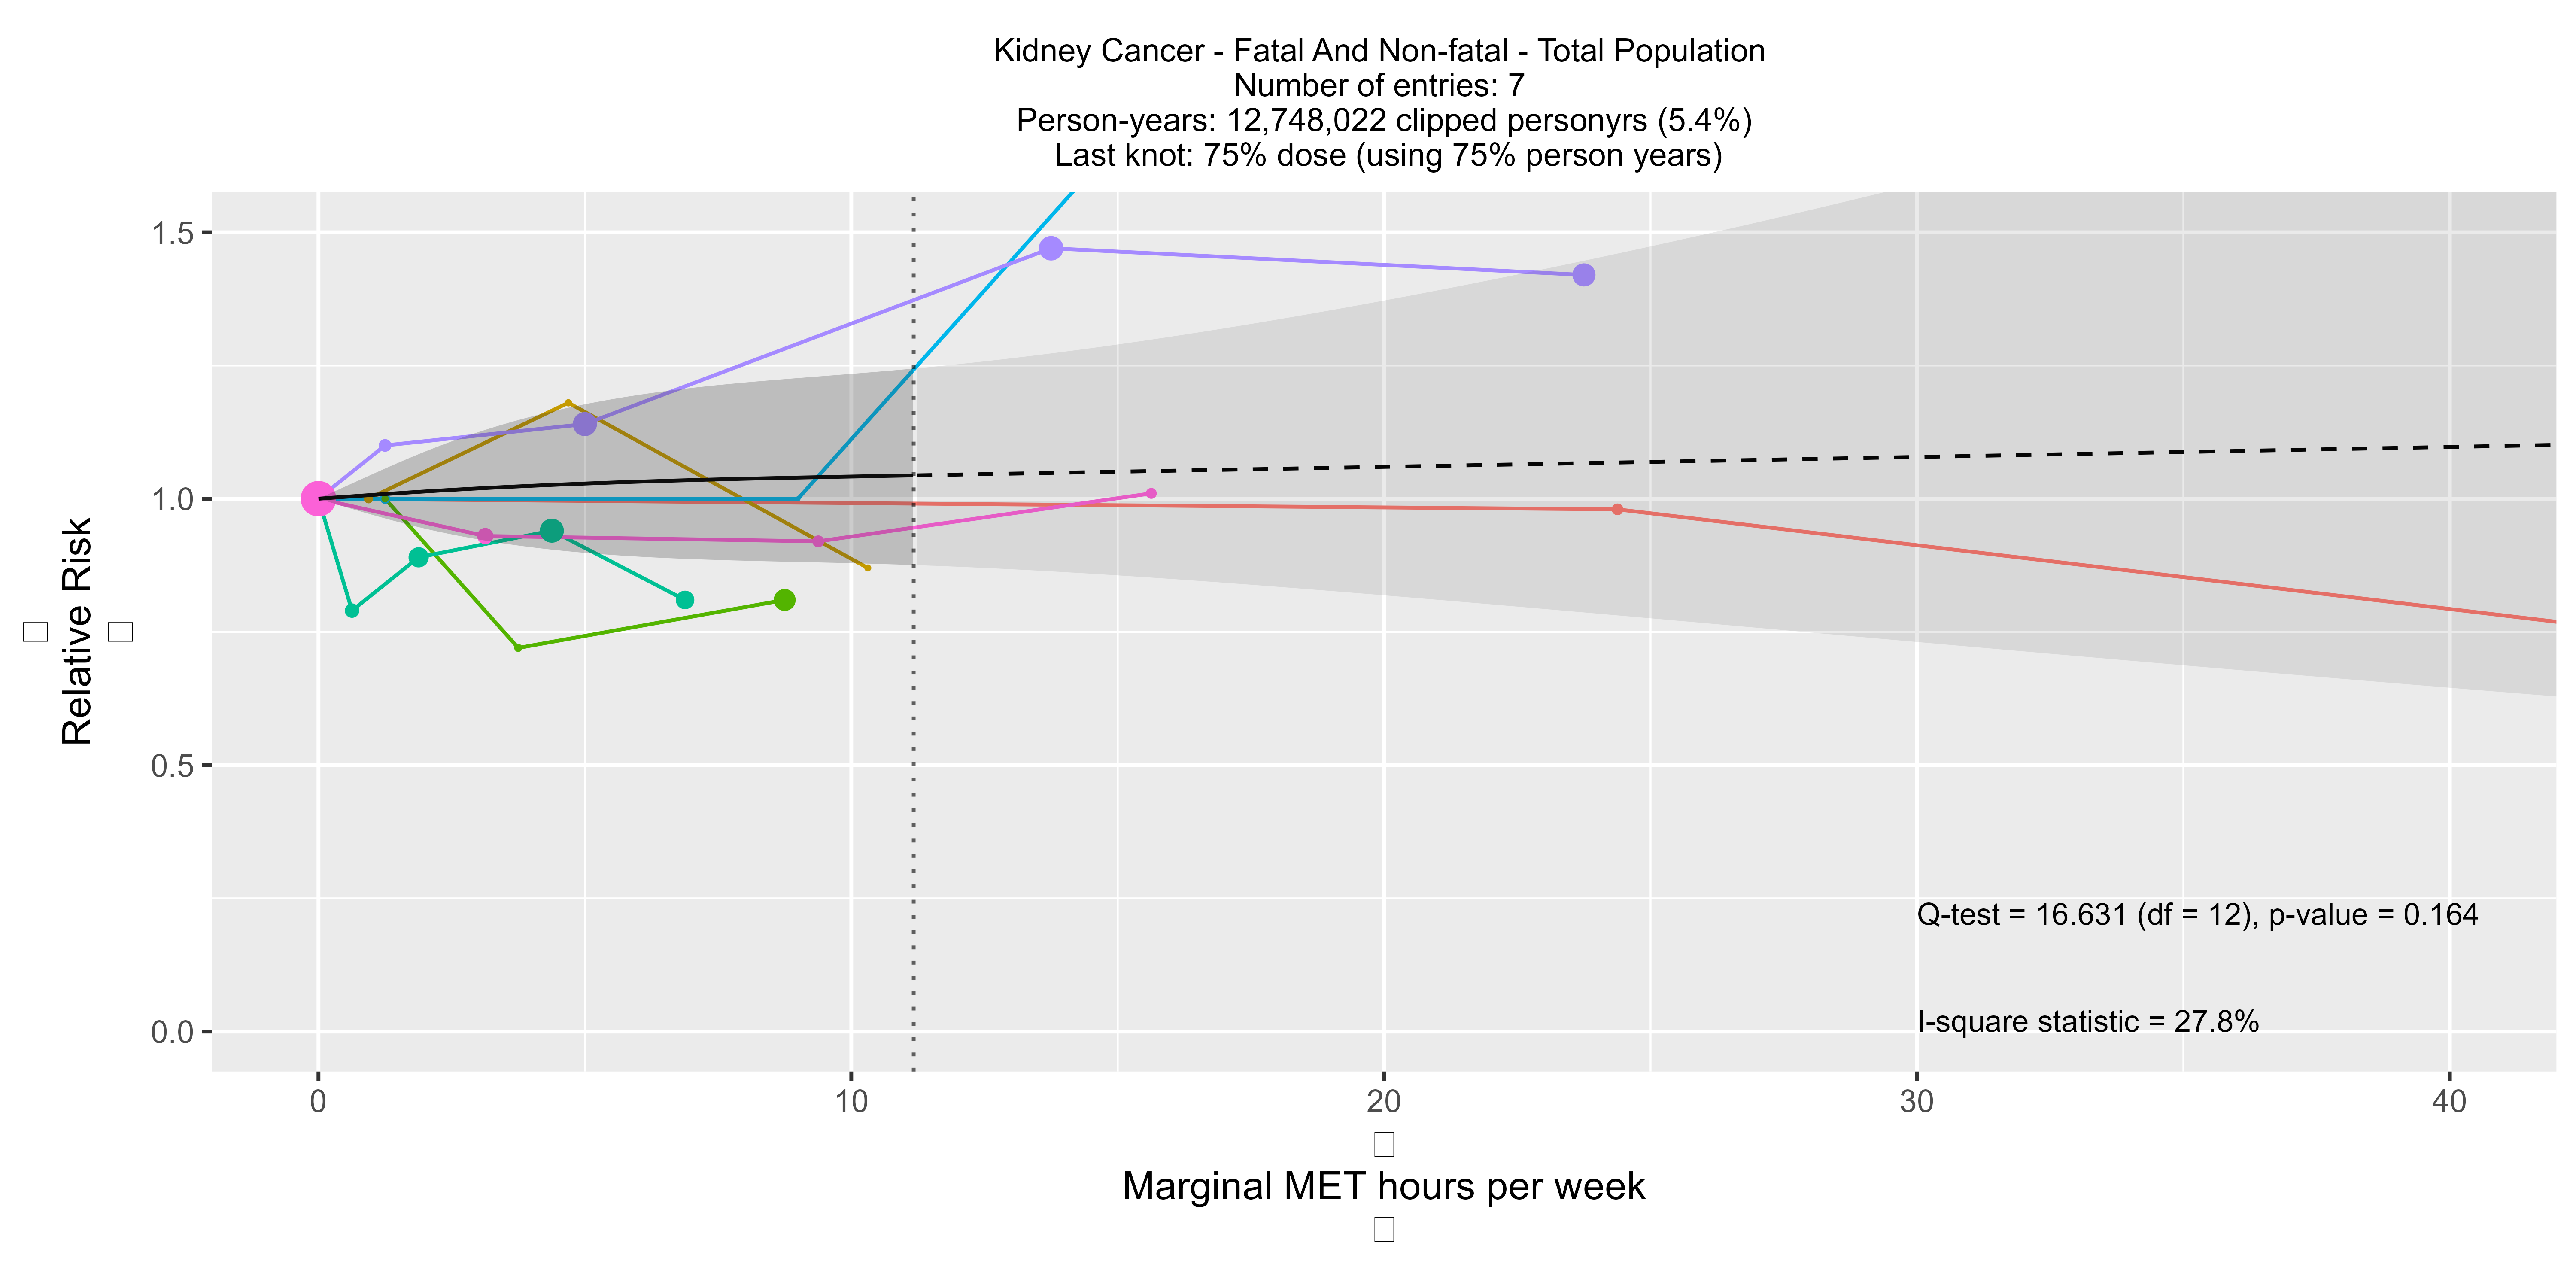 Kidney Cancer - Fatal And Non-fatal - Total Population
Number of entries: 7
Person-years: 12,748,022 clipped personyrs (5.4%)
Last knot: 75% dose (using 75% person years)
1.5
1.0
0.5
0.0
Relative Risk
Q-test = 16.631 (df = 12), p-value = 0.164
I-square statistic = 27.8%
0 10 20 30 40
Marginal MET hours per week